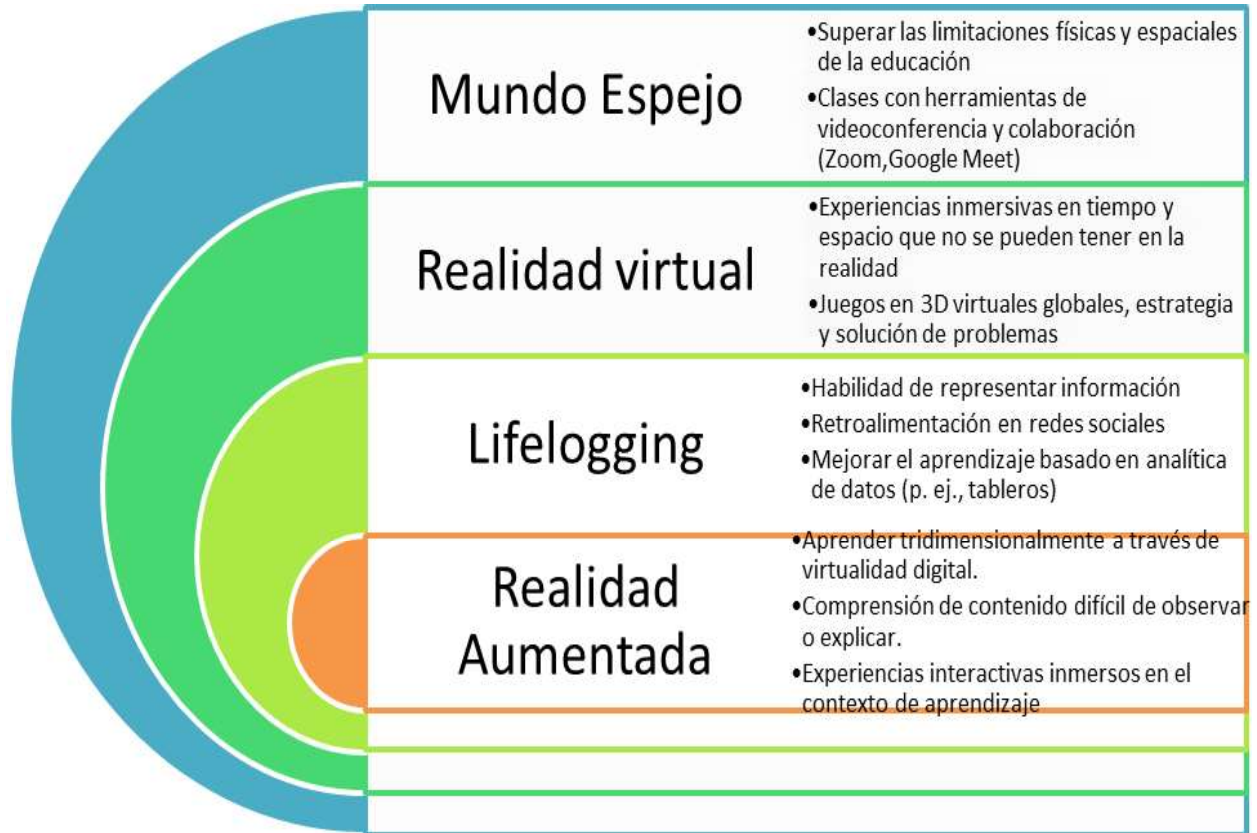 Mundo Espejo
•Superar las limitaciones físicas y espaciales
de la educación
•Clases con herramientas de
videoconferencia y colaboración
(Zoom,Google Meet)
Realidad virtual
•Experiencias inmersivas en tiempo y
espacio que no se pueden tener en la
realidad
•Juegos en 3D virtuales globales, estrategia
y solución de problemas
Lifelogging
•Habilidad de representar información
•Retroalimentación en redes sociales
•Mejorar el aprendizaje basado en analítica
de datos (p. ej., tableros)
Realidad
Aumentada
•Aprender tridimensionalmente a través de
virtualidad digital.
•Comprensión de contenido difícil de observar
o explicar.
•Experiencias interactivas inmersos en el
contexto de aprendizaje